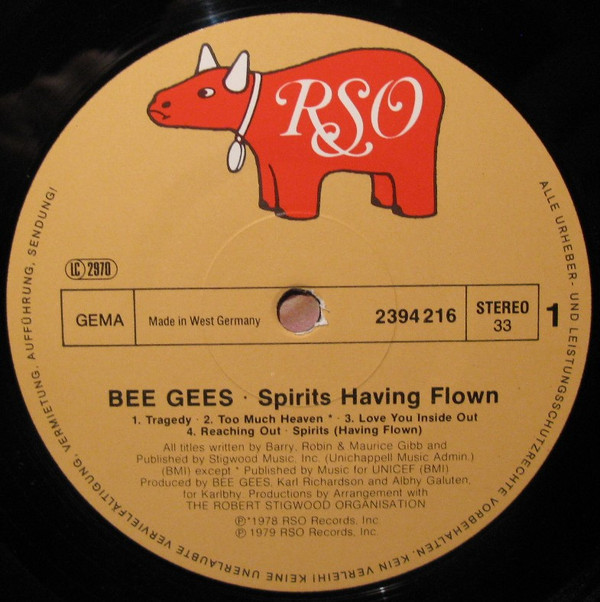 RSO
LC 2970
GEMA
Made in West Germany
2394 216
STEREO
33
1
BEE GEES · Spirits Having Flown
1. Tragedy · 2. Too Much Heaven * · 3. Love You Inside Out
4. Reaching Out · Spirits (Having Flown)
All titles written by Barry, Robin & Maurice Gibb and
Published by Stigwood Music, Inc. (Unichappell Music Admin.)
(BMI) except * Published by Music for UNICEF (BMI)
Produced by BEE GEES, Karl Richardson and Albhy Galuten,
for Karlbhy. Productions by Arrangement with
THE ROBERT STIGWOOD ORGANISATION
℗*1978 RSO Records. Inc
℗ 1979 RSO Records. Inc.
ALLE URHEBER- UND LEISTUNGSSCHUTZRECHTE VORBEHALTEN. KEIN VERLEIH! KEINE UNERLAUBTE VERVIELFÄLTIGUNG, VERMIETUNG, AUFFÜHRUNG, SENDUNG!